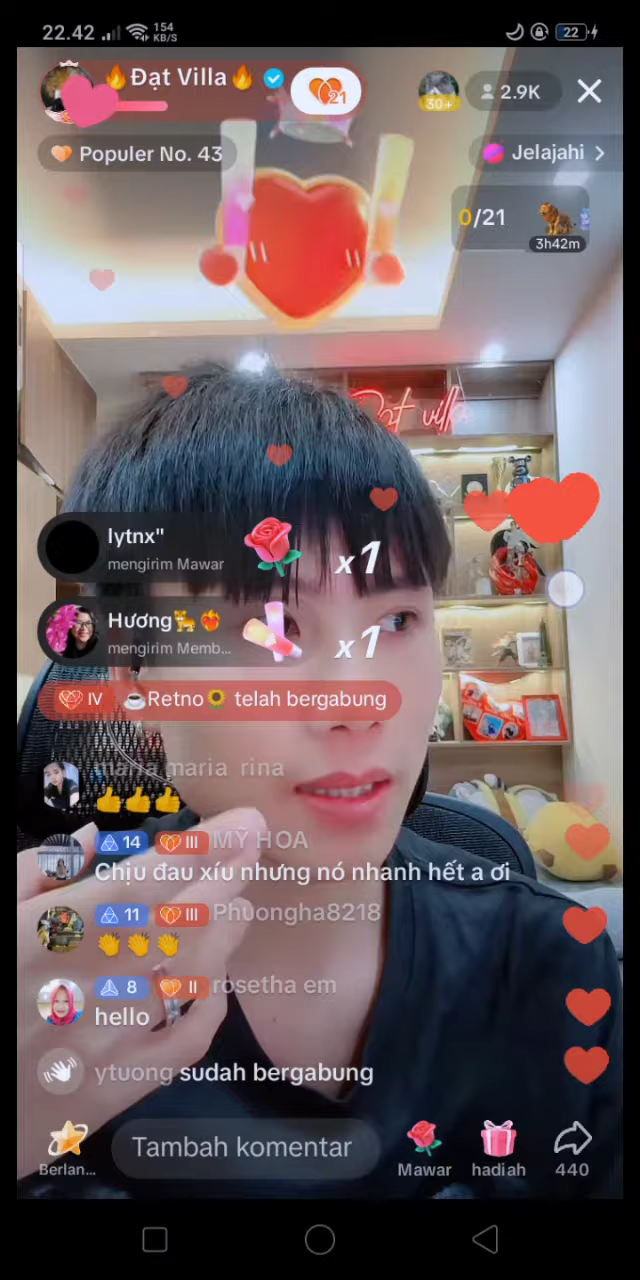 22.42
154
KB/S
22
🔥Đạt Villa🔥
21
30+
2.9K
Populer No. 43
Jelajahi
0/21
3h42m
Dat villa
lytnx"
mengirim Mawar
x1
Hương🐆❤️‍🔥
mengirim Memb...
x1
IV ☕Retno🌻 telah bergabung
maria maria rina
👍👍👍
14 III MỸ HOA
Chịu đau xíu nhưng nó nhanh hết a ơi
11 III Phuongha8218
👏👏👏
8 II rosetha em
hello
ytuong sudah bergabung
Berlan...
Tambah komentar
Mawar
hadiah
440